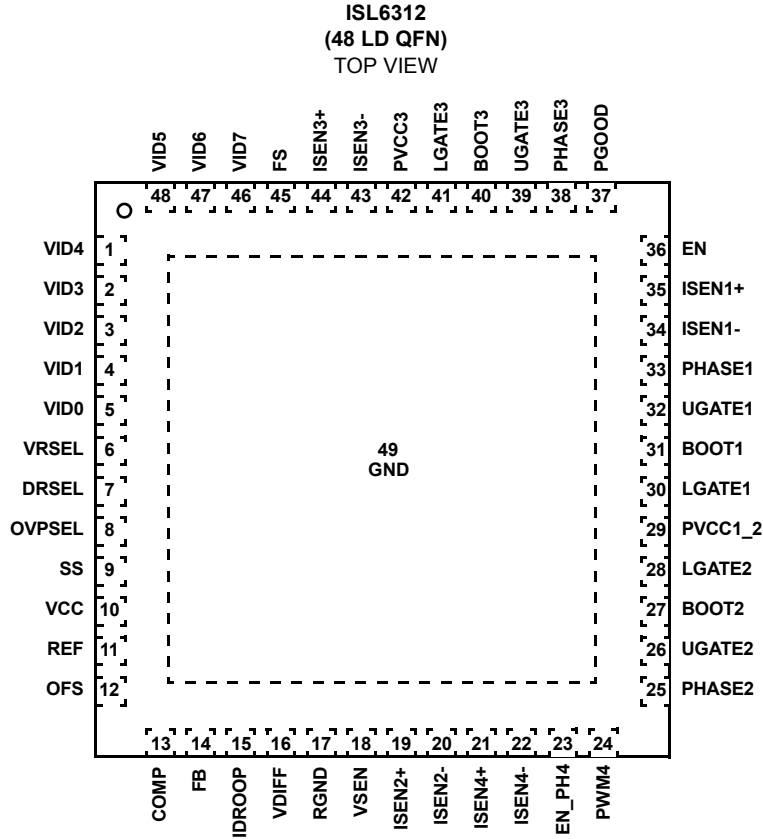 ISL6312
(48 LD QFN)
TOP VIEW
VID5
VID6
VID7
FS
ISEN3+
ISEN3-
PVCC3
LGATE3
BOOT3
UGATE3
PHASE3
PGOOD
48 47 46 45 44 43 42 41 40 39 38 37
VID4 1
VID3 2
VID2 3
VID1 4
VID0 5
VRSEL 6
DRSEL 7
OVPSEL 8
SS 9
VCC 10
REF 11
OFS 12
49
GND
36 EN
35 ISEN1+
34 ISEN1-
33 PHASE1
32 UGATE1
31 BOOT1
30 LGATE1
29 PVCC1_2
28 LGATE2
27 BOOT2
26 UGATE2
25 PHASE2
13 14 15 16 17 18 19 20 21 22 23 24
COMP
FB
IDROOP
VDIFF
RGND
VSEN
ISEN2+
ISEN2-
ISEN4+
ISEN4-
EN_PH4
PWM4